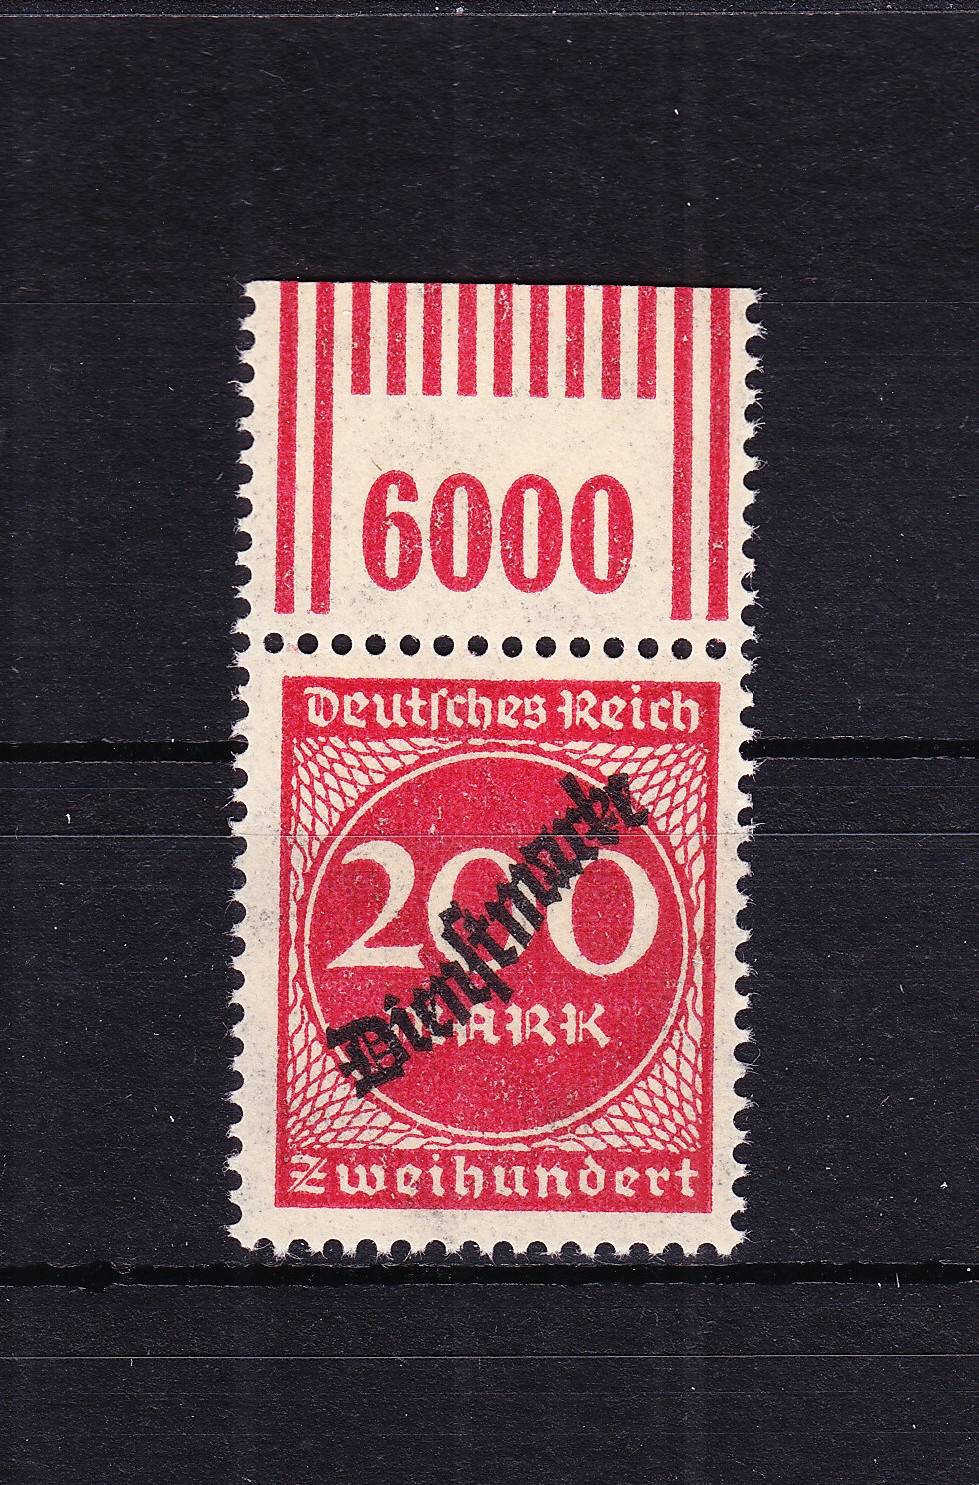 6000
Deutsches Reich
200
MARK
Dienstmarke
Zweihundert